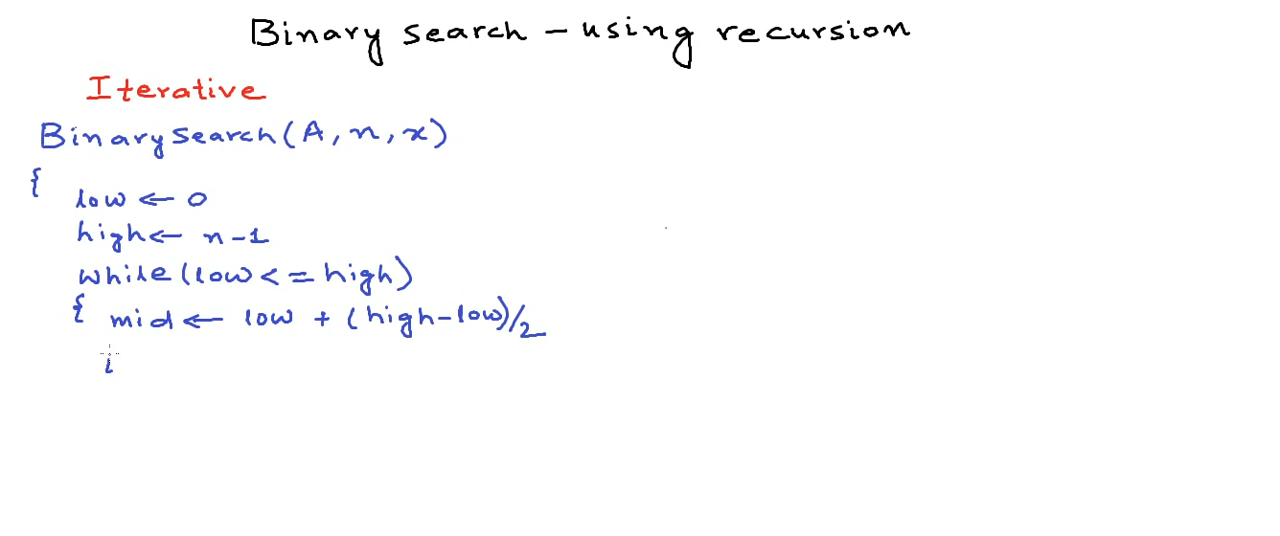 Binary search - using recursion
Iterative
BinarySearch(A, n, x)
{
low ← 0
high ← n-1
while(low <= high)
{ mid ← low + (high-low)/2
i